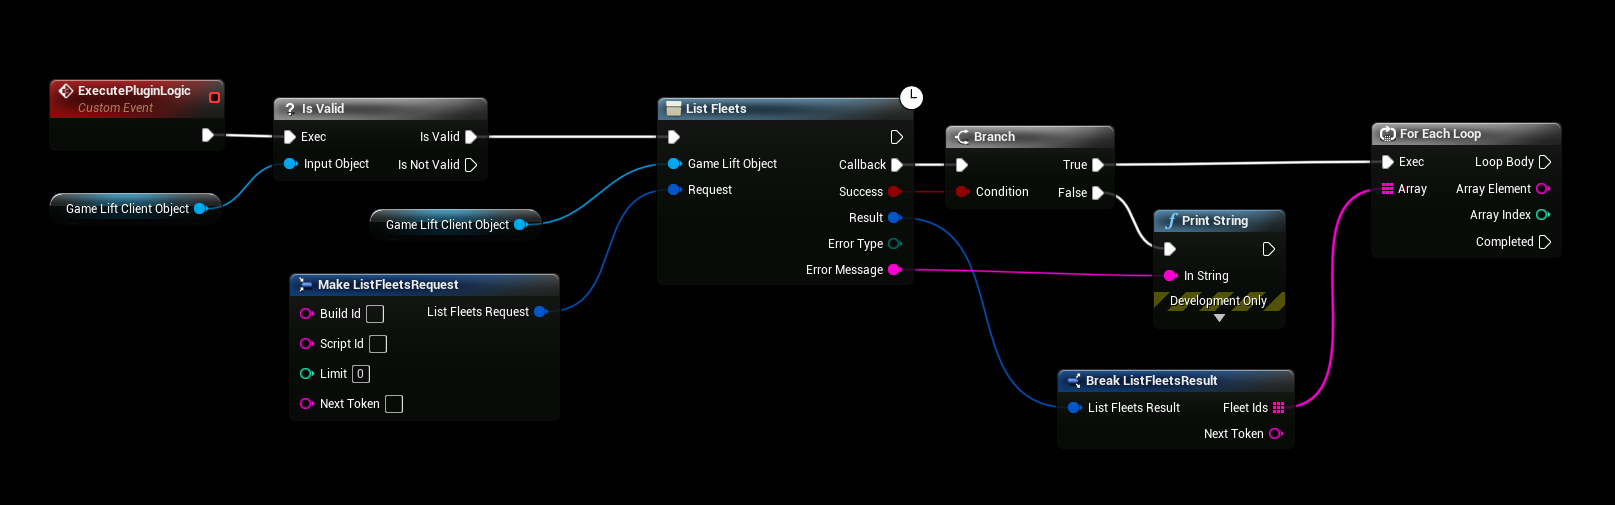 ExecutePluginLogic
Custom Event
Game Lift Client Object
? Is Valid
Exec
Is Valid
Input Object
Is Not Valid
Game Lift Client Object
Make ListFleetsRequest
Build Id
List Fleets Request
Script Id
Limit 0
Next Token
List Fleets
Game Lift Object
Callback
Request
Success
Result
Error Type
Error Message
Branch
True
Condition
False
f Print String
In String
Development Only
Break ListFleetsResult
List Fleets Result
Fleet Ids
Next Token
For Each Loop
Exec
Loop Body
Array
Array Element
Array Index
Completed